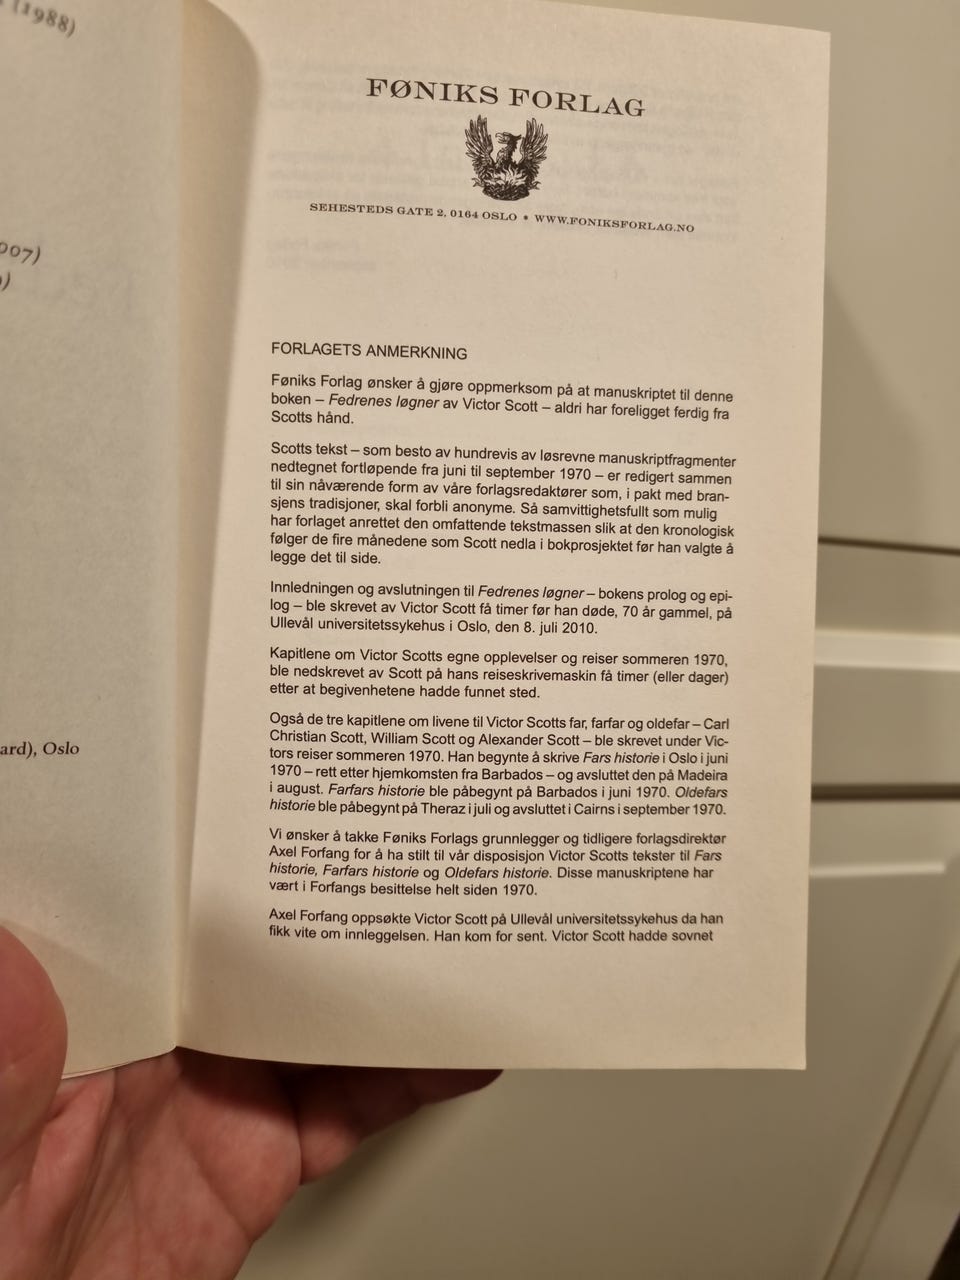 (1988)
007)
)
ard), Oslo
FØNIKS FORLAG
SEHESTEDS GATE 2, 0164 OSLO * WWW.FONIKSFORLAG.NO
FORLAGETS ANMERKNING
Føniks Forlag ønsker å gjøre oppmerksom på at manuskriptet til denne
boken – Fedrenes løgner av Victor Scott – aldri har foreligget ferdig fra
Scotts hånd.
Scotts tekst – som besto av hundrevis av løsrevne manuskriptfragmenter
nedtegnet fortløpende fra juni til september 1970 – er redigert sammen
til sin nåværende form av våre forlagsredaktører som, i pakt med bran-
sjens tradisjoner, skal forbli anonyme. Så samvittighetsfullt som mulig
har forlaget anrettet den omfattende tekstmassen slik at den kronologisk
følger de fire månedene som Scott nedla i bokprosjektet før han valgte å
legge det til side.
Innledningen og avslutningen til Fedrenes løgner – bokens prolog og epi-
log – ble skrevet av Victor Scott få timer før han døde, 70 år gammel, på
Ullevål universitetssykehus i Oslo, den 8. juli 2010.
Kapitlene om Victor Scotts egne opplevelser og reiser sommeren 1970,
ble nedskrevet av Scott på hans reiseskrivemaskin få timer (eller dager)
etter at begivenhetene hadde funnet sted.
Også de tre kapitlene om livene til Victor Scotts far, farfar og oldefar – Carl
Christian Scott, William Scott og Alexander Scott – ble skrevet under Vic-
tors reiser sommeren 1970. Han begynte å skrive Fars historie i Oslo i juni
1970 – rett etter hjemkomsten fra Barbados – og avsluttet den på Madeira
i august. Farfars historie ble påbegynt på Barbados i juni 1970. Oldefars
historie ble påbegynt på Theraz i juli og avsluttet i Cairns i september 1970.
Vi ønsker å takke Føniks Forlags grunnlegger og tidligere forlagsdirektør
Axel Forfang for å ha stilt til vår disposisjon Victor Scotts tekster til Fars
historie, Farfars historie og Oldefars historie. Disse manuskriptene har
vært i Forfangs besittelse helt siden 1970.
Axel Forfang oppsøkte Victor Scott på Ullevål universitetssykehus da han
fikk vite om innleggelsen. Han kom for sent. Victor Scott hadde sovnet